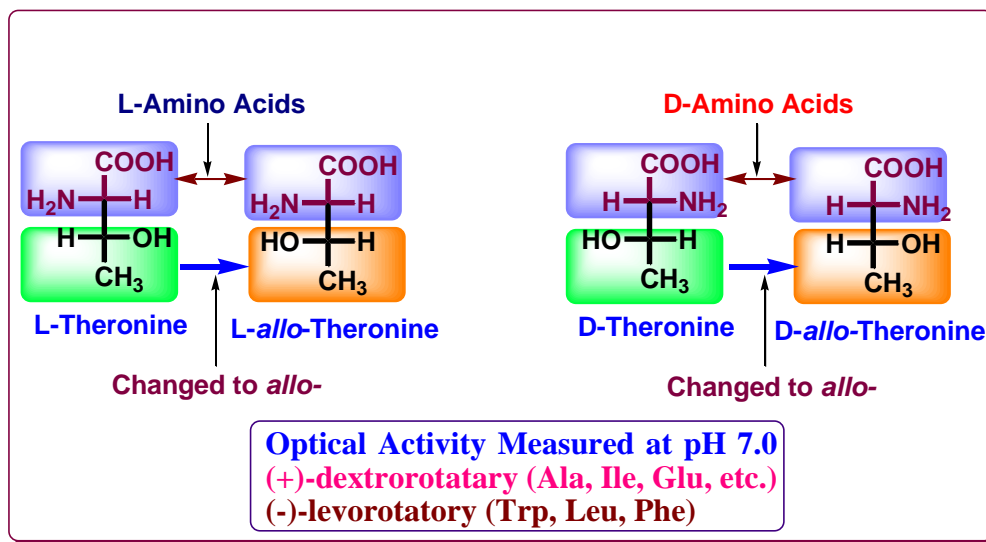 L-Amino Acids
D-Amino Acids
COOH
H2N H
H OH
CH3
L-Theronine
COOH
H2N H
HO H
CH3
L-allo-Theronine
Changed to allo-
COOH
H NH2
HO H
CH3
D-Theronine
COOH
H NH2
H OH
CH3
D-allo-Theronine
Changed to allo-
Optical Activity Measured at pH 7.0
(+)-dextrorotatary (Ala, Ile, Glu, etc.)
(-)-levorotatory (Trp, Leu, Phe)